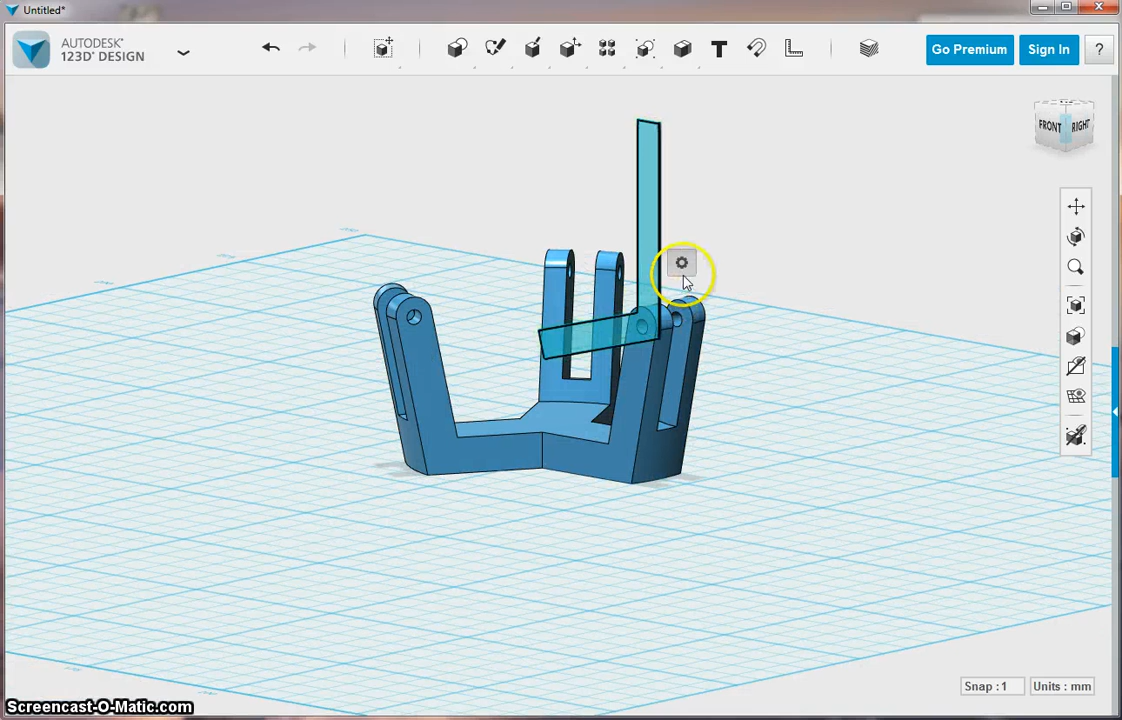 Untitled*
AUTODESK®
123D® DESIGN
T
Go Premium
Sign In
?
FRONT
RIGHT
Snap : 1
Units : mm
Screencast-O-Matic.com